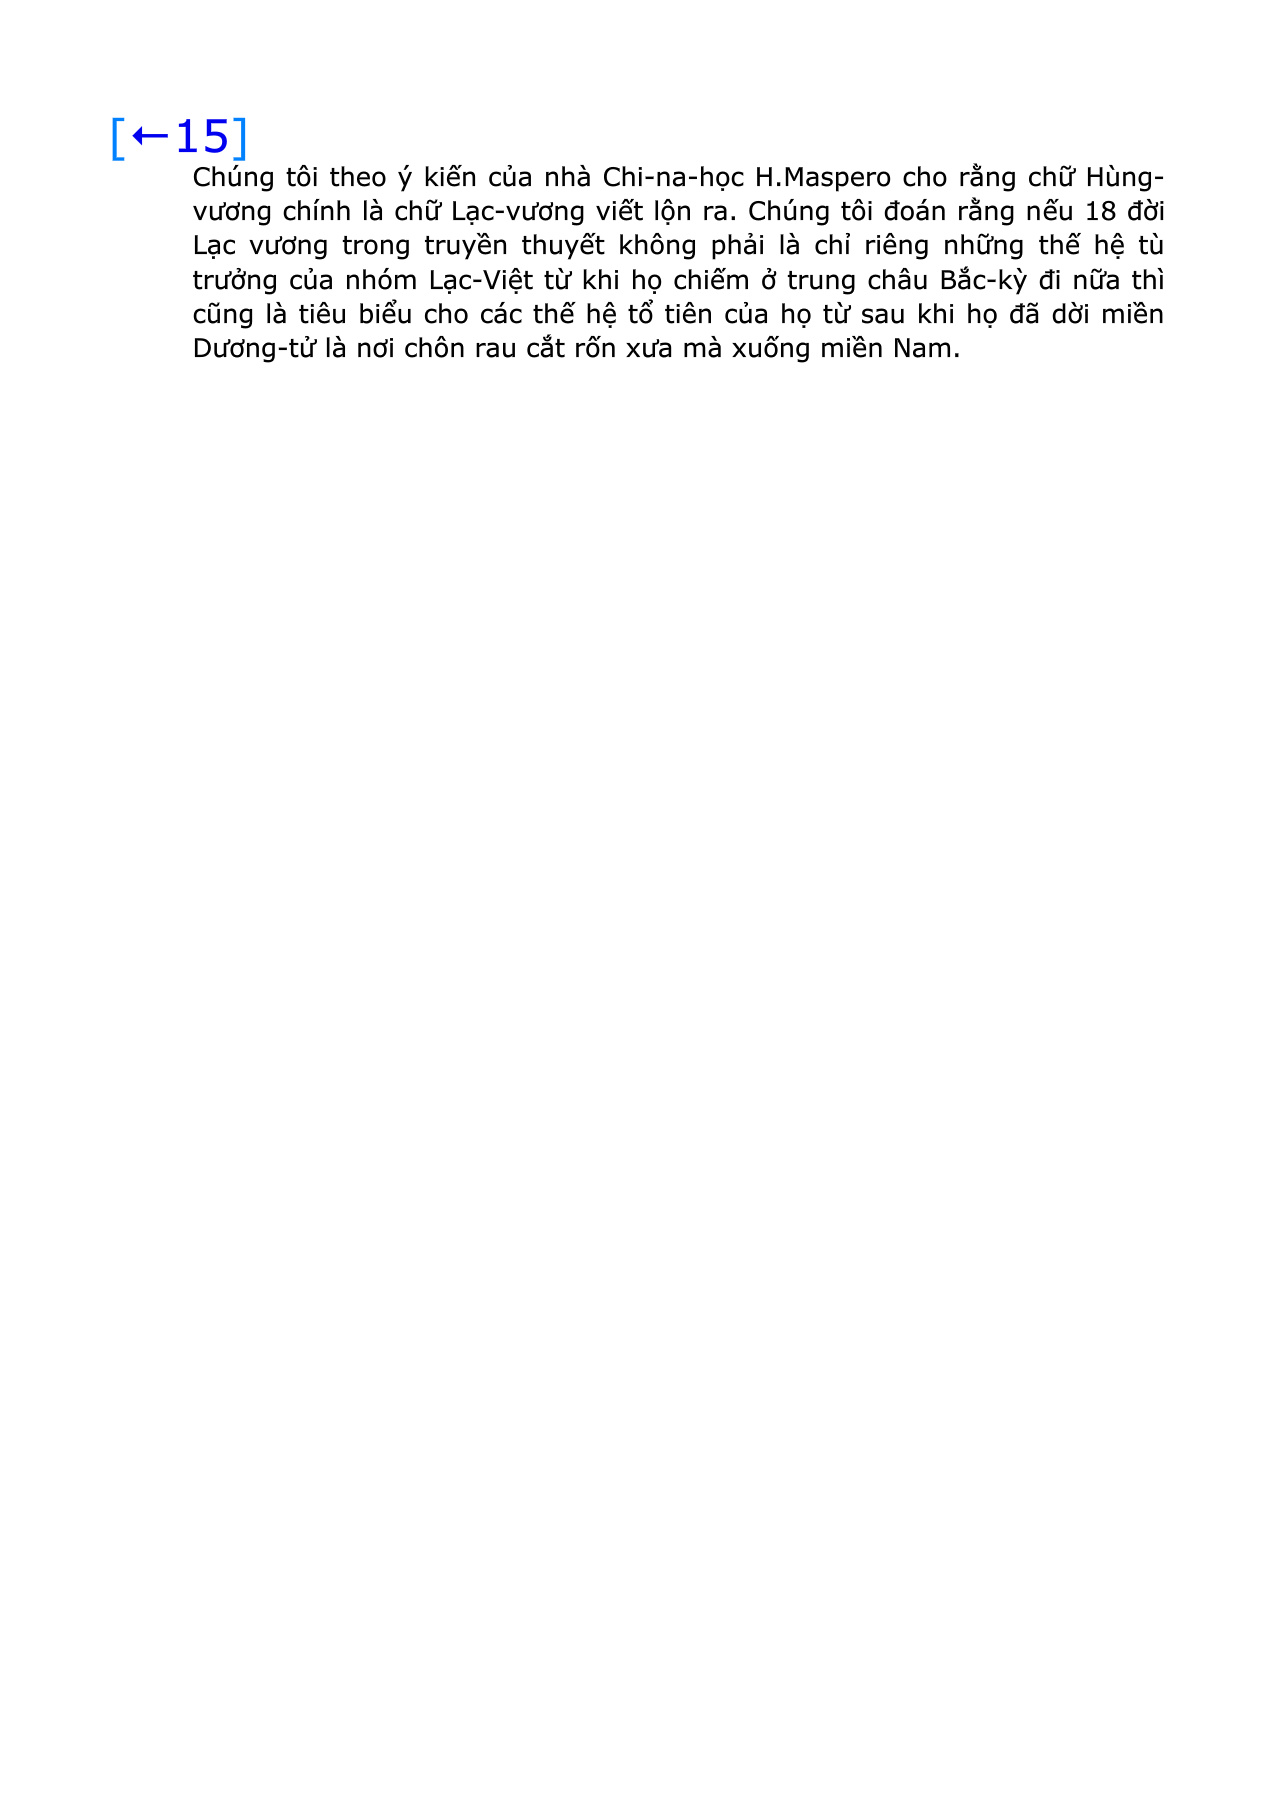 [←15]
Chúng tôi theo ý kiến của nhà Chi-na-học H.Maspero cho rằng chữ Hùng-
vương chính là chữ Lạc-vương viết lộn ra. Chúng tôi đoán rằng nếu 18 đời
Lạc vương trong truyền thuyết không phải là chỉ riêng những thế hệ tù
trưởng của nhóm Lạc-Việt từ khi họ chiếm ở trung châu Bắc-kỳ đi nữa thì
cũng là tiêu biểu cho các thế hệ tổ tiên của họ từ sau khi họ đã dời miền
Dương-tử là nơi chôn rau cắt rốn xưa mà xuống miền Nam.